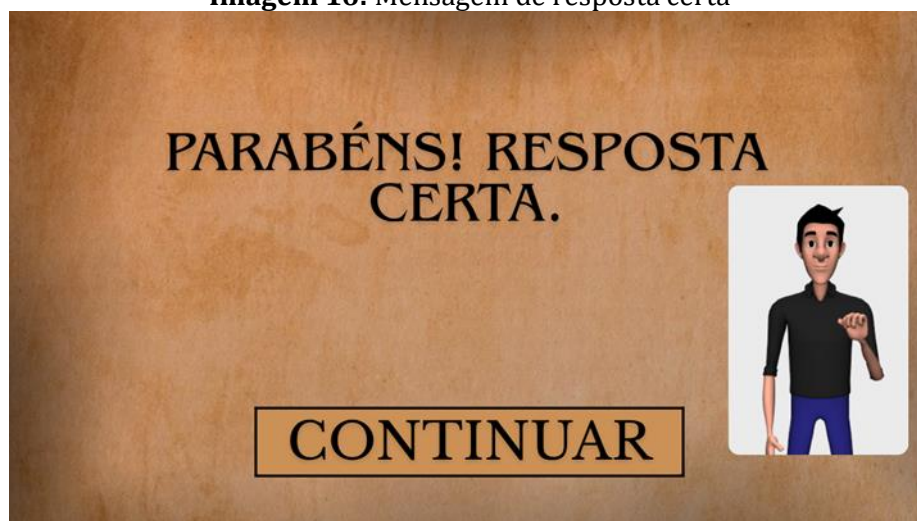 Imagem 16: Mensagem de resposta certa
PARABÉNS! RESPOSTA
CERTA.
CONTINUAR